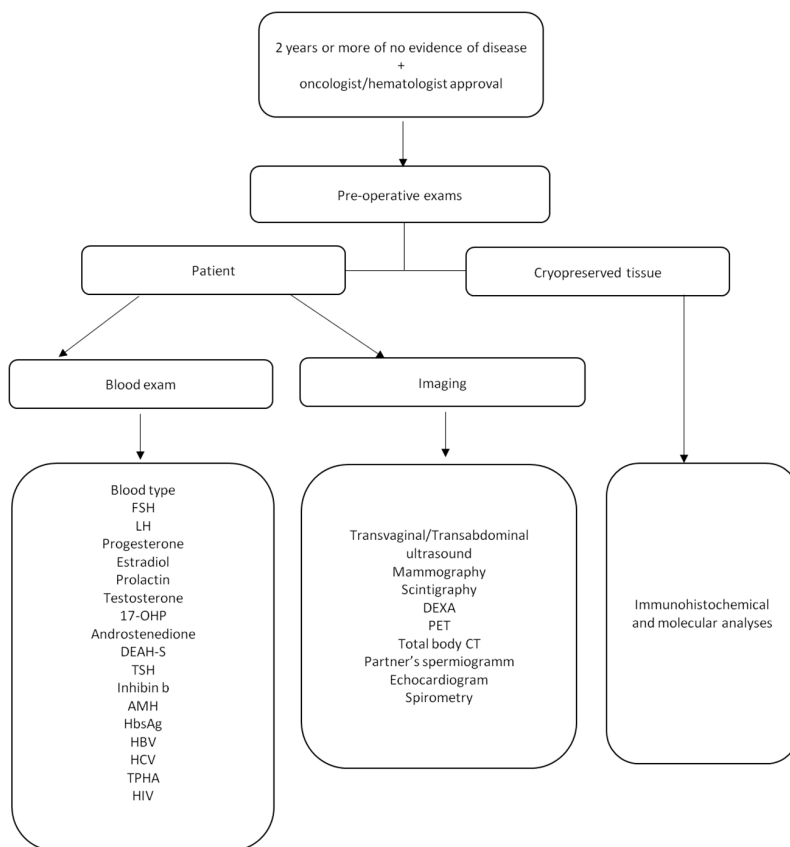 2 years or more of no evidence of disease
+
oncologist/hematologist approval
Pre-operative exams
Patient
Cryopreserved tissue
Blood exam
Imaging
Blood type
FSH
LH
Progesterone
Estradiol
Prolactin
Testosterone
17-OHP
Androstenedione
DEAH-S
TSH
Inhibin b
AMH
HbsAg
HBV
HCV
TPHA
HIV
Transvaginal/Transabdominal
ultrasound
Mammography
Scintigraphy
DEXA
PET
Total body CT
Partner's spermiogramm
Echocardiogram
Spirometry
Immunohistochemical
and molecular analyses